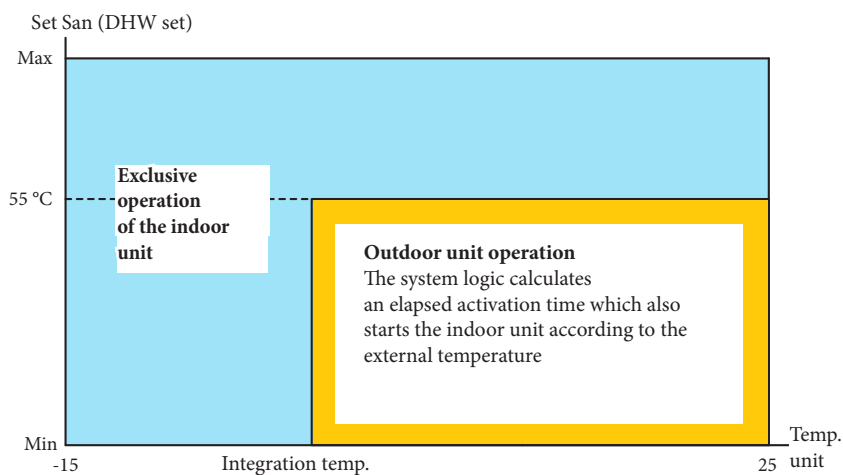 Set San (DHW set)
Max
Exclusive
operation
of the indoor
unit
55 °C
Outdoor unit operation
The system logic calculates
an elapsed activation time which also
starts the indoor unit according to the
external temperature
Min
-15
Integration temp.
25
Temp.
unit